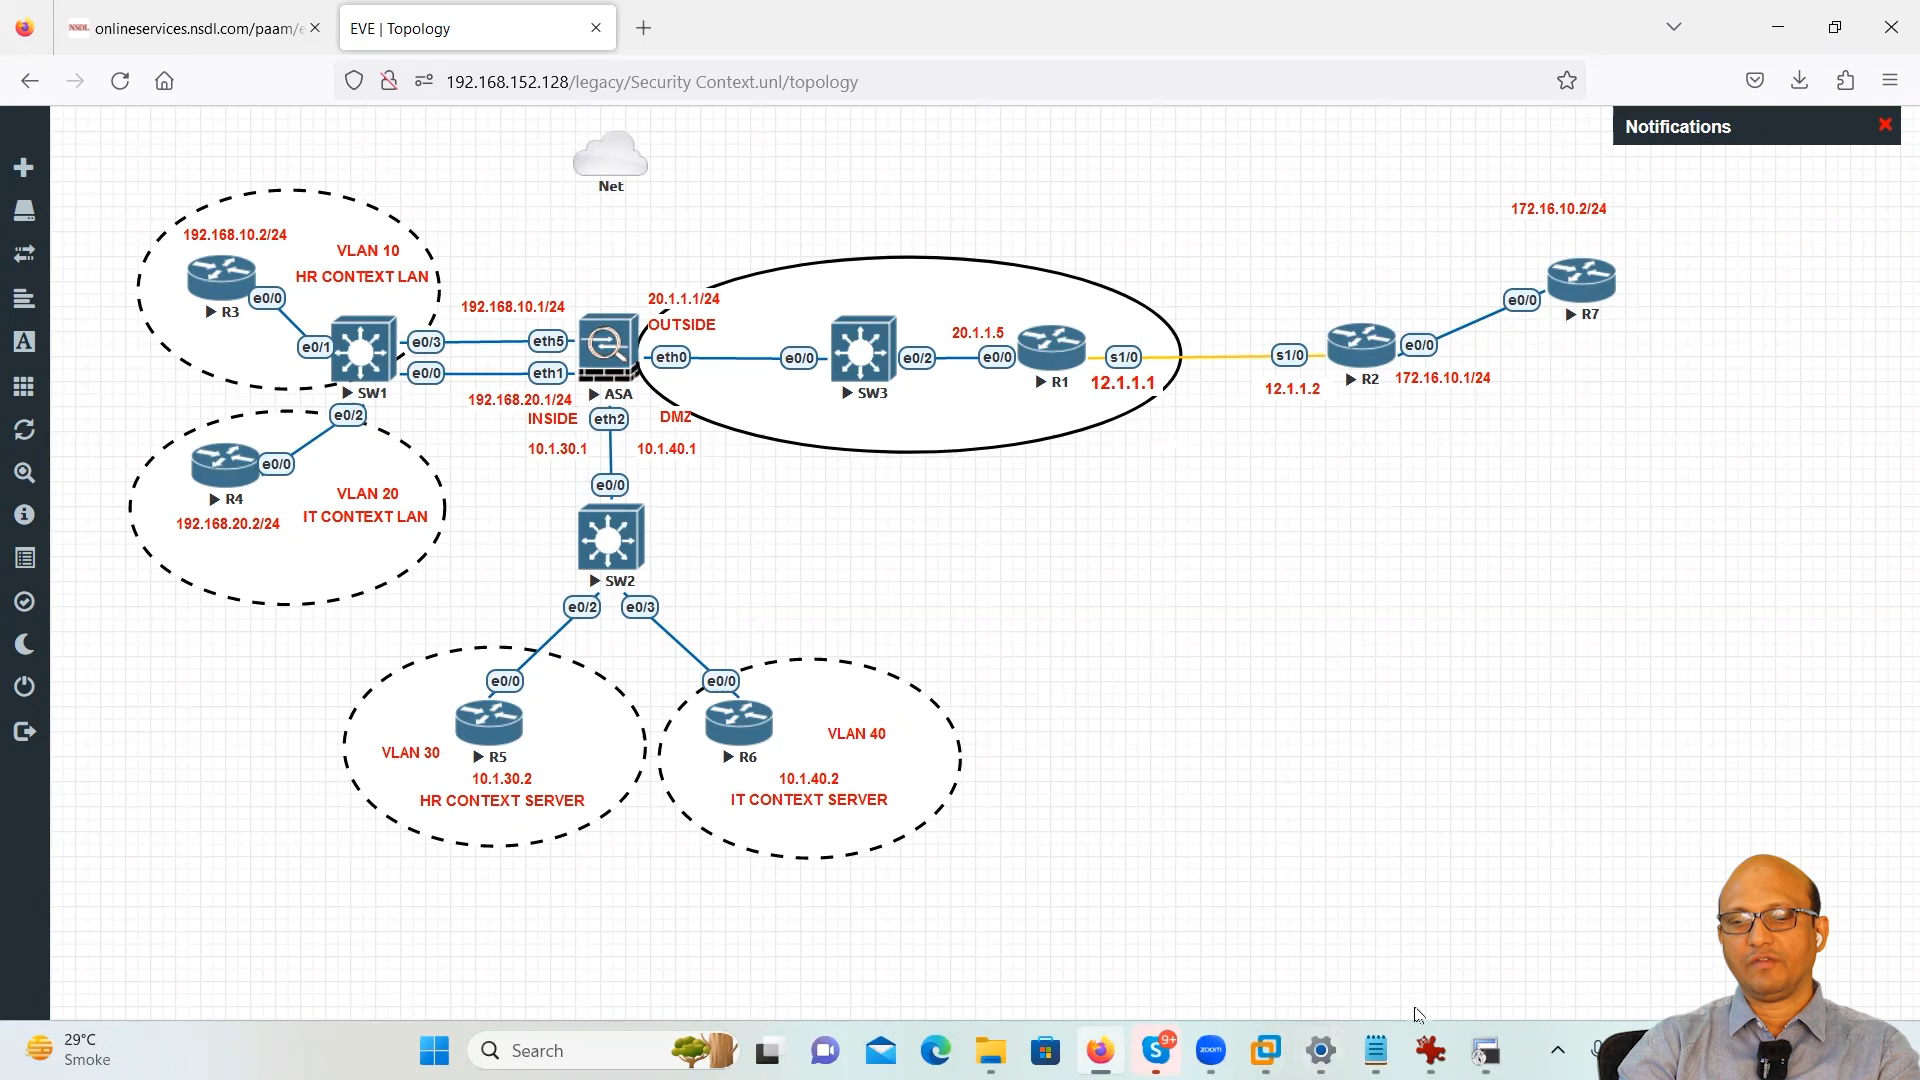 NSDL onlineservices.nsdl.com/paam/e
EVE | Topology
192.168.152.128/legacy/Security Context.unl/topology
Notifications
Net
172.16.10.2/24
192.168.10.2/24
VLAN 10
HR CONTEXT LAN
e0/0
R3
e0/1
SW1
e0/3
192.168.10.1/24
eth5
e0/0
eth1
192.168.20.1/24
ASA
20.1.1.1/24
OUTSIDE
eth0
e0/0
SW3
e0/2
20.1.1.5
e0/0
R1
s1/0
12.1.1.1
s1/0
12.1.1.2
R2
e0/0
172.16.10.1/24
e0/0
R7
INSIDE
eth2
DMZ
10.1.30.1
10.1.40.1
e0/2
e0/0
R4
192.168.20.2/24
VLAN 20
IT CONTEXT LAN
e0/0
SW2
e0/2
e0/3
e0/0
VLAN 30
R5
10.1.30.2
HR CONTEXT SERVER
e0/0
R6
VLAN 40
10.1.40.2
IT CONTEXT SERVER
29°C
Smoke
Search
9+
zoom